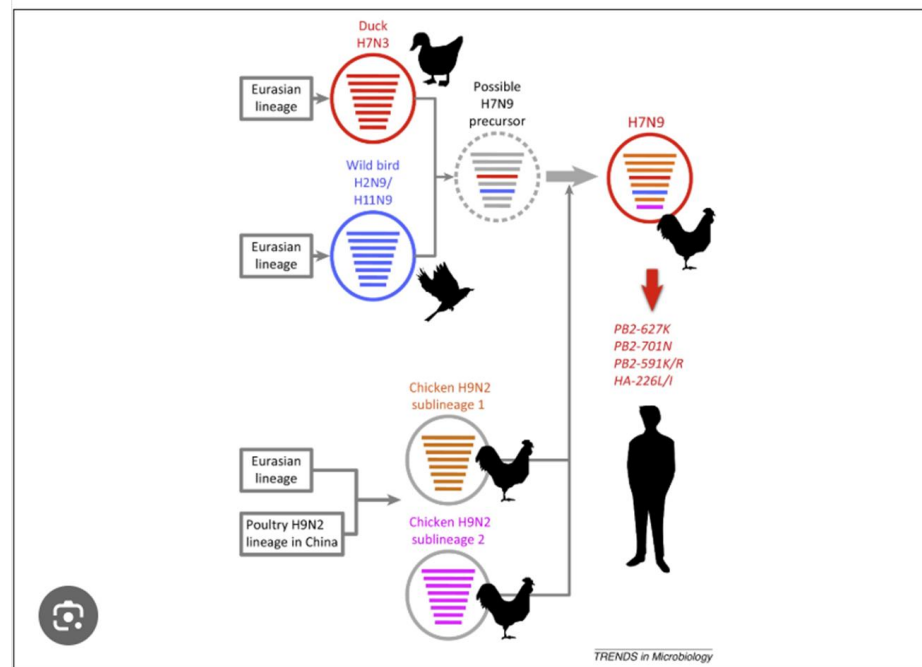 Duck
H7N3
Eurasian
lineage
Possible
H7N9
precursor
H7N9
Wild bird
H2N9/
H11N9
Eurasian
lineage
PB2-627K
PB2-701N
PB2-591K/R
HA-226L/I
Chicken H9N2
sublineage 1
Eurasian
lineage
Poultry H9N2
lineage in China
Chicken H9N2
sublineage 2
TRENDS in Microbiology